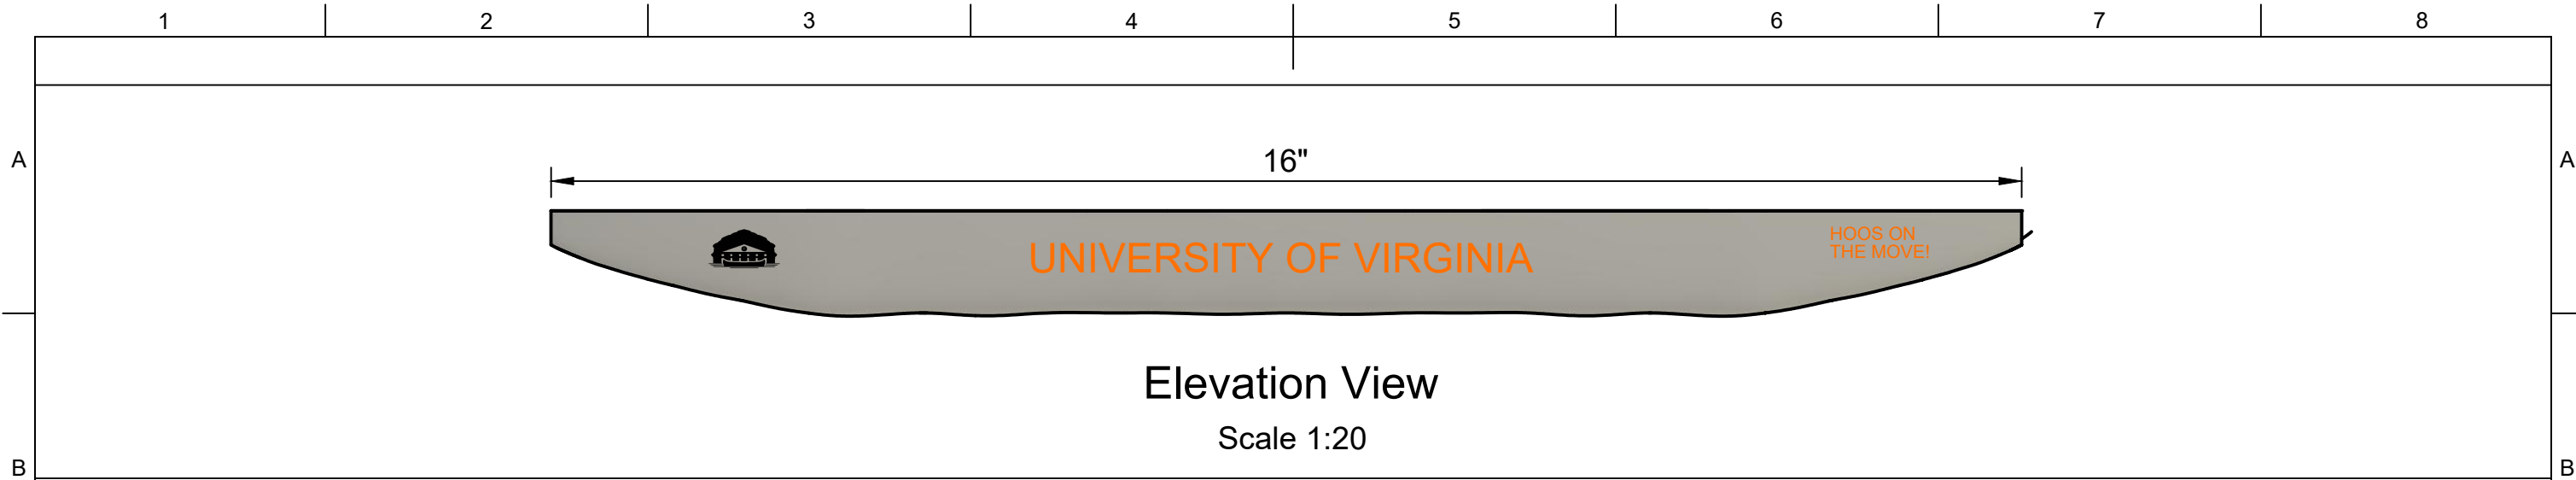 1 2 3 4 5 6 7 8
A A
16"
UNIVERSITY OF VIRGINIA
HOOS ON
THE MOVE!
Elevation View
Scale 1:20
B B